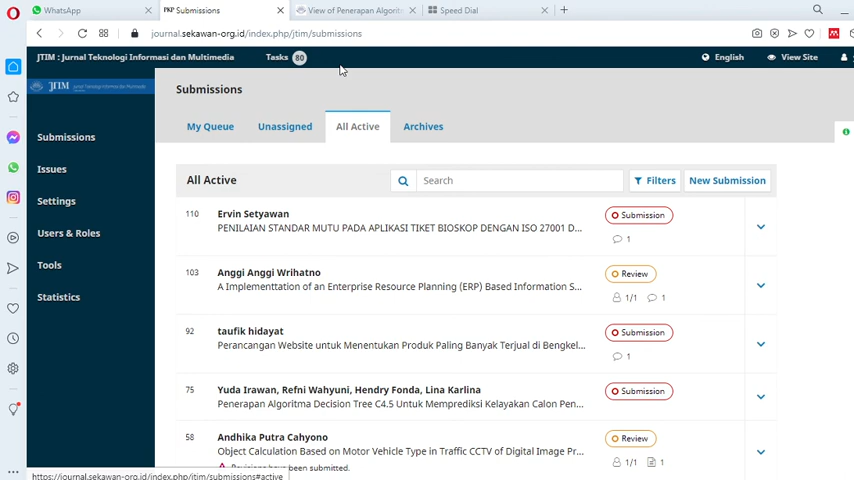 WhatsApp
PKP Submissions
View of Penerapan Algorit
Speed Dial
journal.sekawan-org.id/index.php/jtim/submissions
JTIM : Jurnal Teknologi Informasi dan Multimedia
Tasks 80
English
View Site
JTIM
Submissions
Issues
Settings
Users & Roles
Tools
Statistics
Submissions
My Queue
Unassigned
All Active
Archives
All Active
Search
Filters
New Submission
110
Ervin Setyawan
PENILAIAN STANDAR MUTU PADA APLIKASI TIKET BIOSKOP DENGAN ISO 27001 D...
Submission
1
103
Anggi Anggi Wrihatno
A Implementtation of an Enterprise Resource Planning (ERP) Based Information S...
Review
1/1 1
92
taufik hidayat
Perancangan Website untuk Menentukan Produk Paling Banyak Terjual di Bengkel...
Submission
1
75
Yuda Irawan, Refni Wahyuni, Hendry Fonda, Lina Karlina
Penerapan Algoritma Decision Tree C4.5 Untuk Memprediksi Kelayakan Calon Pen...
Submission
58
Andhika Putra Cahyono
Object Calculation Based on Motor Vehicle Type in Traffic CCTV of Digital Image Pr...
Review
1/1 1
Revisions have been submitted.
https://journal.sekawan-org.id/index.php/jtim/submissions#active